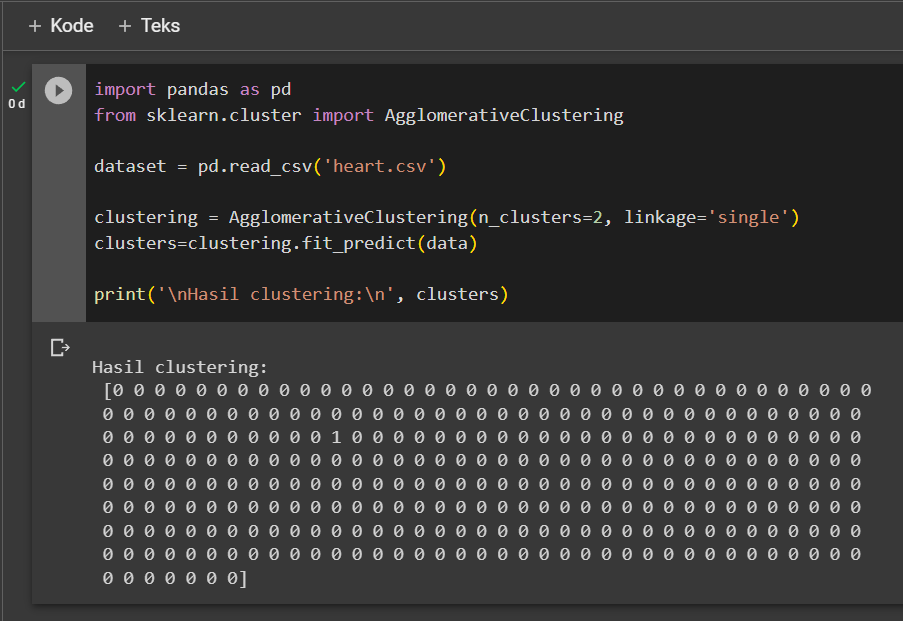 + Kode + Teks
0 d
import pandas as pd
from sklearn.cluster import AgglomerativeClustering
dataset = pd.read_csv('heart.csv')
clustering = AgglomerativeClustering(n_clusters=2, linkage='single')
clusters=clustering.fit_predict(data)
print('\nHasil clustering:\n', clusters)
Hasil clustering:
[0 0 0 0 0 0 0 0 0 0 0 0 0 0 0 0 0 0 0 0 0 0 0 0 0 0 0 0 0 0 0 0 0 0 0 0 0
0 0 0 0 0 0 0 0 0 0 0 0 0 0 0 0 0 0 0 0 0 0 0 0 0 0 0 0 0 0 0 0 0 0 0 0 0
0 0 0 0 0 0 0 0 0 0 0 1 0 0 0 0 0 0 0 0 0 0 0 0 0 0 0 0 0 0 0 0 0 0 0 0 0
0 0 0 0 0 0 0 0 0 0 0 0 0 0 0 0 0 0 0 0 0 0 0 0 0 0 0 0 0 0 0 0 0 0 0 0 0
0 0 0 0 0 0 0 0 0 0 0 0 0 0 0 0 0 0 0 0 0 0 0 0 0 0 0 0 0 0 0 0 0 0 0 0 0
0 0 0 0 0 0 0 0 0 0 0 0 0 0 0 0 0 0 0 0 0 0 0 0 0 0 0 0 0 0 0 0 0 0 0 0 0
0 0 0 0 0 0 0 0 0 0 0 0 0 0 0 0 0 0 0 0 0 0 0 0 0 0 0 0 0 0 0 0 0 0 0 0 0
0 0 0 0 0 0 0 0 0 0 0 0 0 0 0 0 0 0 0 0 0 0 0 0 0 0 0 0 0 0 0 0 0 0 0 0 0
0 0 0 0 0 0 0]